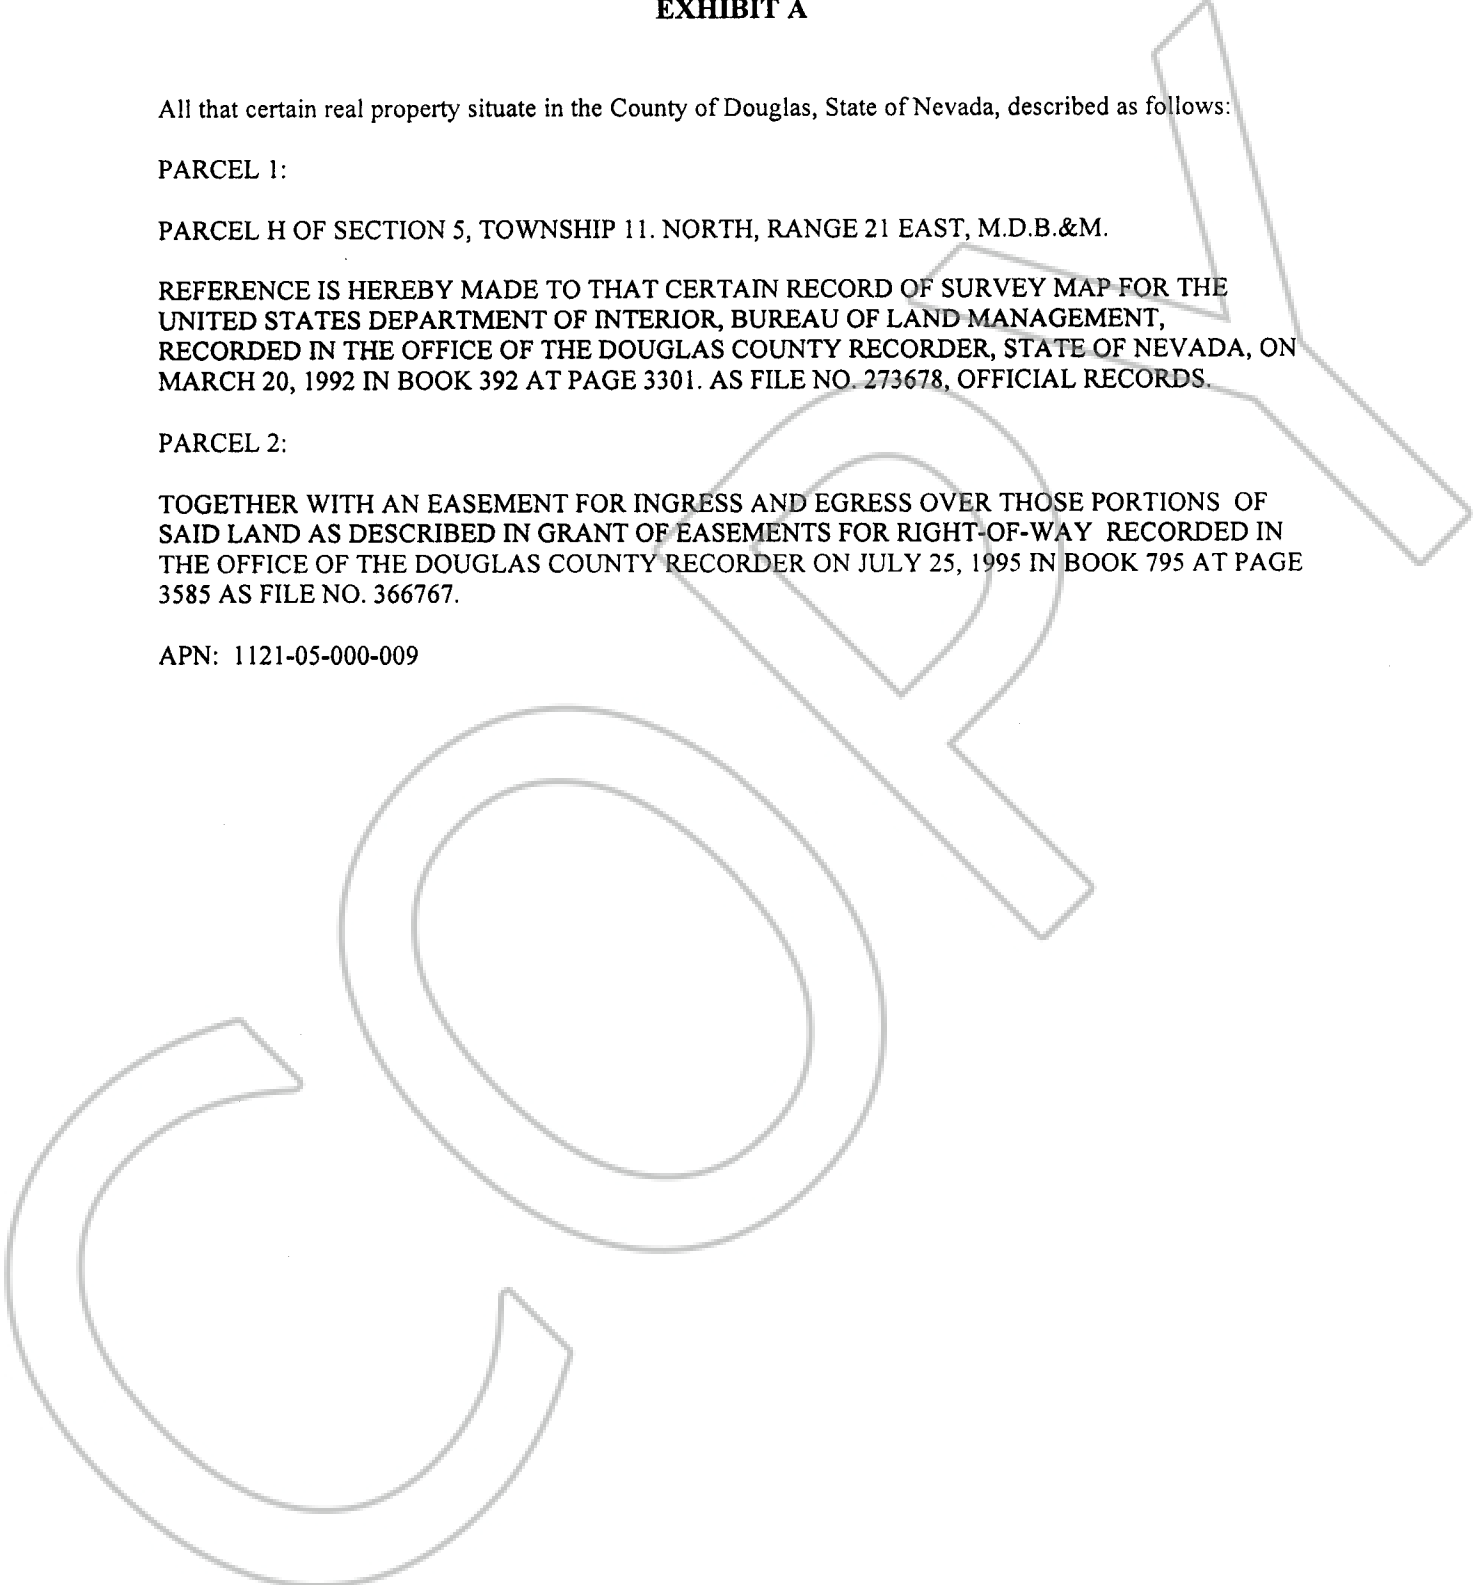 EXHIBIT A
All that certain real property situate in the County of Douglas, State of Nevada, described as follows:
PARCEL 1:
PARCEL H OF SECTION 5, TOWNSHIP 11. NORTH, RANGE 21 EAST, M.D.B.&M.
REFERENCE IS HEREBY MADE TO THAT CERTAIN RECORD OF SURVEY MAP FOR THE
UNITED STATES DEPARTMENT OF INTERIOR, BUREAU OF LAND MANAGEMENT,
RECORDED IN THE OFFICE OF THE DOUGLAS COUNTY RECORDER, STATE OF NEVADA, ON
MARCH 20, 1992 IN BOOK 392 AT PAGE 3301. AS FILE NO. 273678, OFFICIAL RECORDS.
PARCEL 2:
TOGETHER WITH AN EASEMENT FOR INGRESS AND EGRESS OVER THOSE PORTIONS OF
SAID LAND AS DESCRIBED IN GRANT OF EASEMENTS FOR RIGHT-OF-WAY RECORDED IN
THE OFFICE OF THE DOUGLAS COUNTY RECORDER ON JULY 25, 1995 IN BOOK 795 AT PAGE
3585 AS FILE NO. 366767.
APN: 1121-05-000-009
COPY